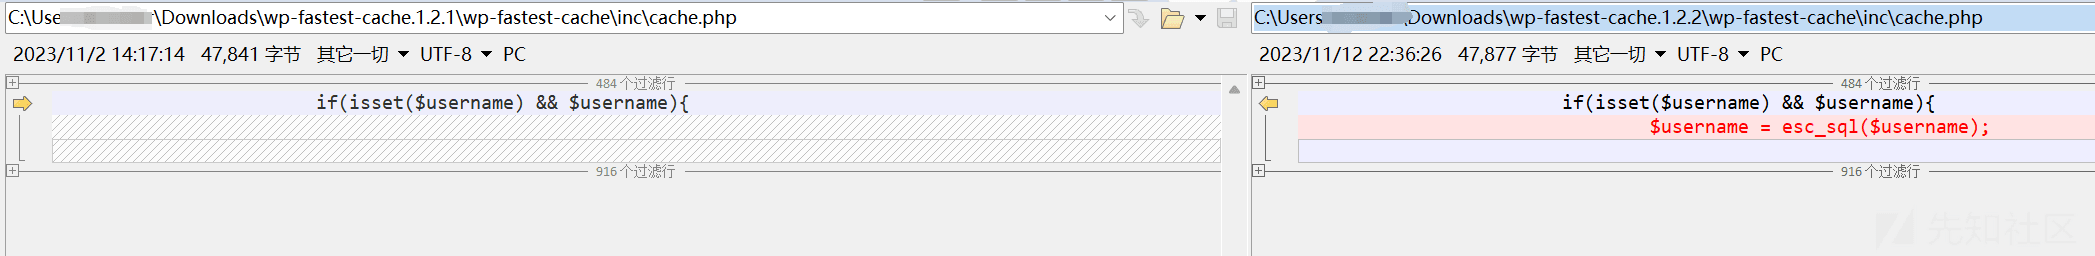 C:\Use \Downloads\wp-fastest-cache.1.2.1\wp-fastest-cache\inc\cache.php
2023/11/2 14:17:14 47,841 字节 其它一切 UTF-8 PC
484 个过滤行
if(isset($username) && $username){
916 个过滤行
C:\Users \Downloads\wp-fastest-cache.1.2.2\wp-fastest-cache\inc\cache.php
2023/11/12 22:36:26 47,877 字节 其它一切 UTF-8 PC
484 个过滤行
if(isset($username) && $username){
$username = esc_sql($username);
916 个过滤行
先知社区